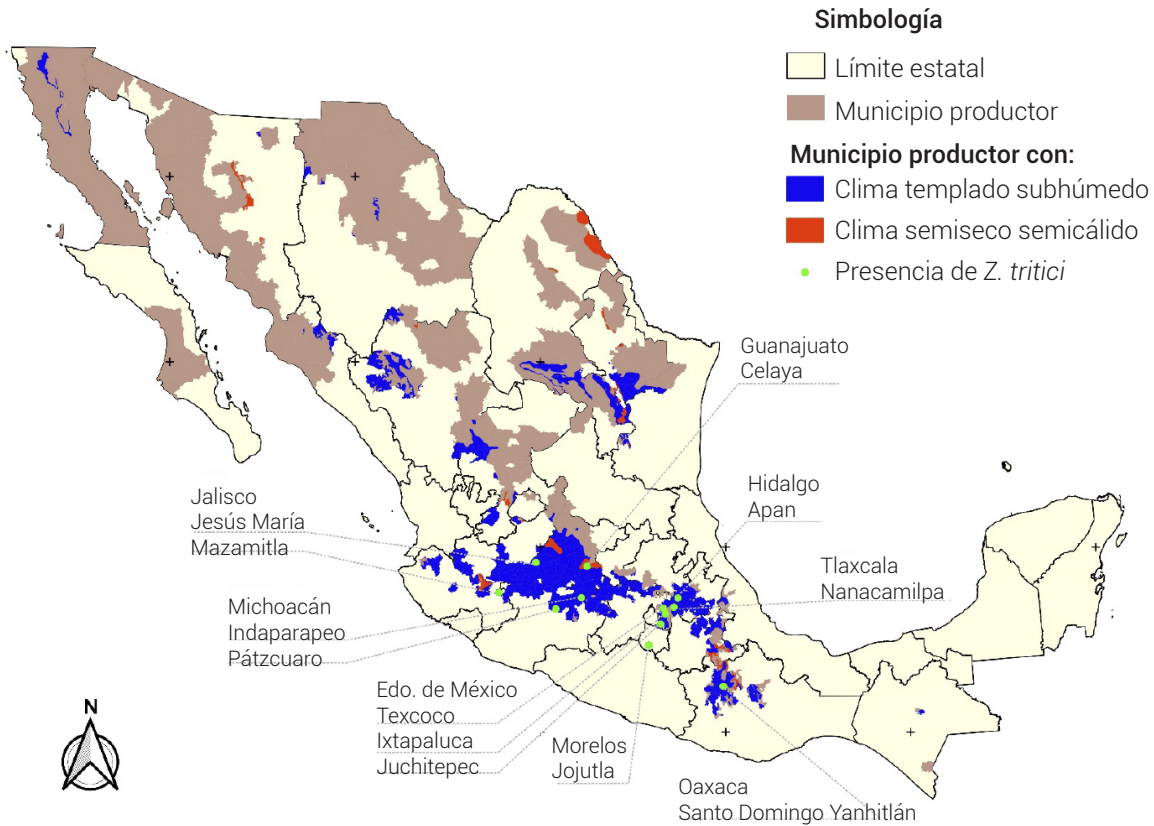 Simbología
Límite estatal
Municipio productor
Municipio productor con:
Clima templado subhúmedo
Clima semiseco semicálido
Presencia de Z. tritici
Guanajuato
Celaya
Hidalgo
Apan
Tlaxcala
Nanacamilpa
Jalisco
Jesús María
Mazamitla
Michoacán
Indaparapeo
Pátzcuaro
Edo. de México
Texcoco
Ixtapaluca
Juchitepec
Morelos
Jojutla
Oaxaca
Santo Domingo Yanhitlán
N